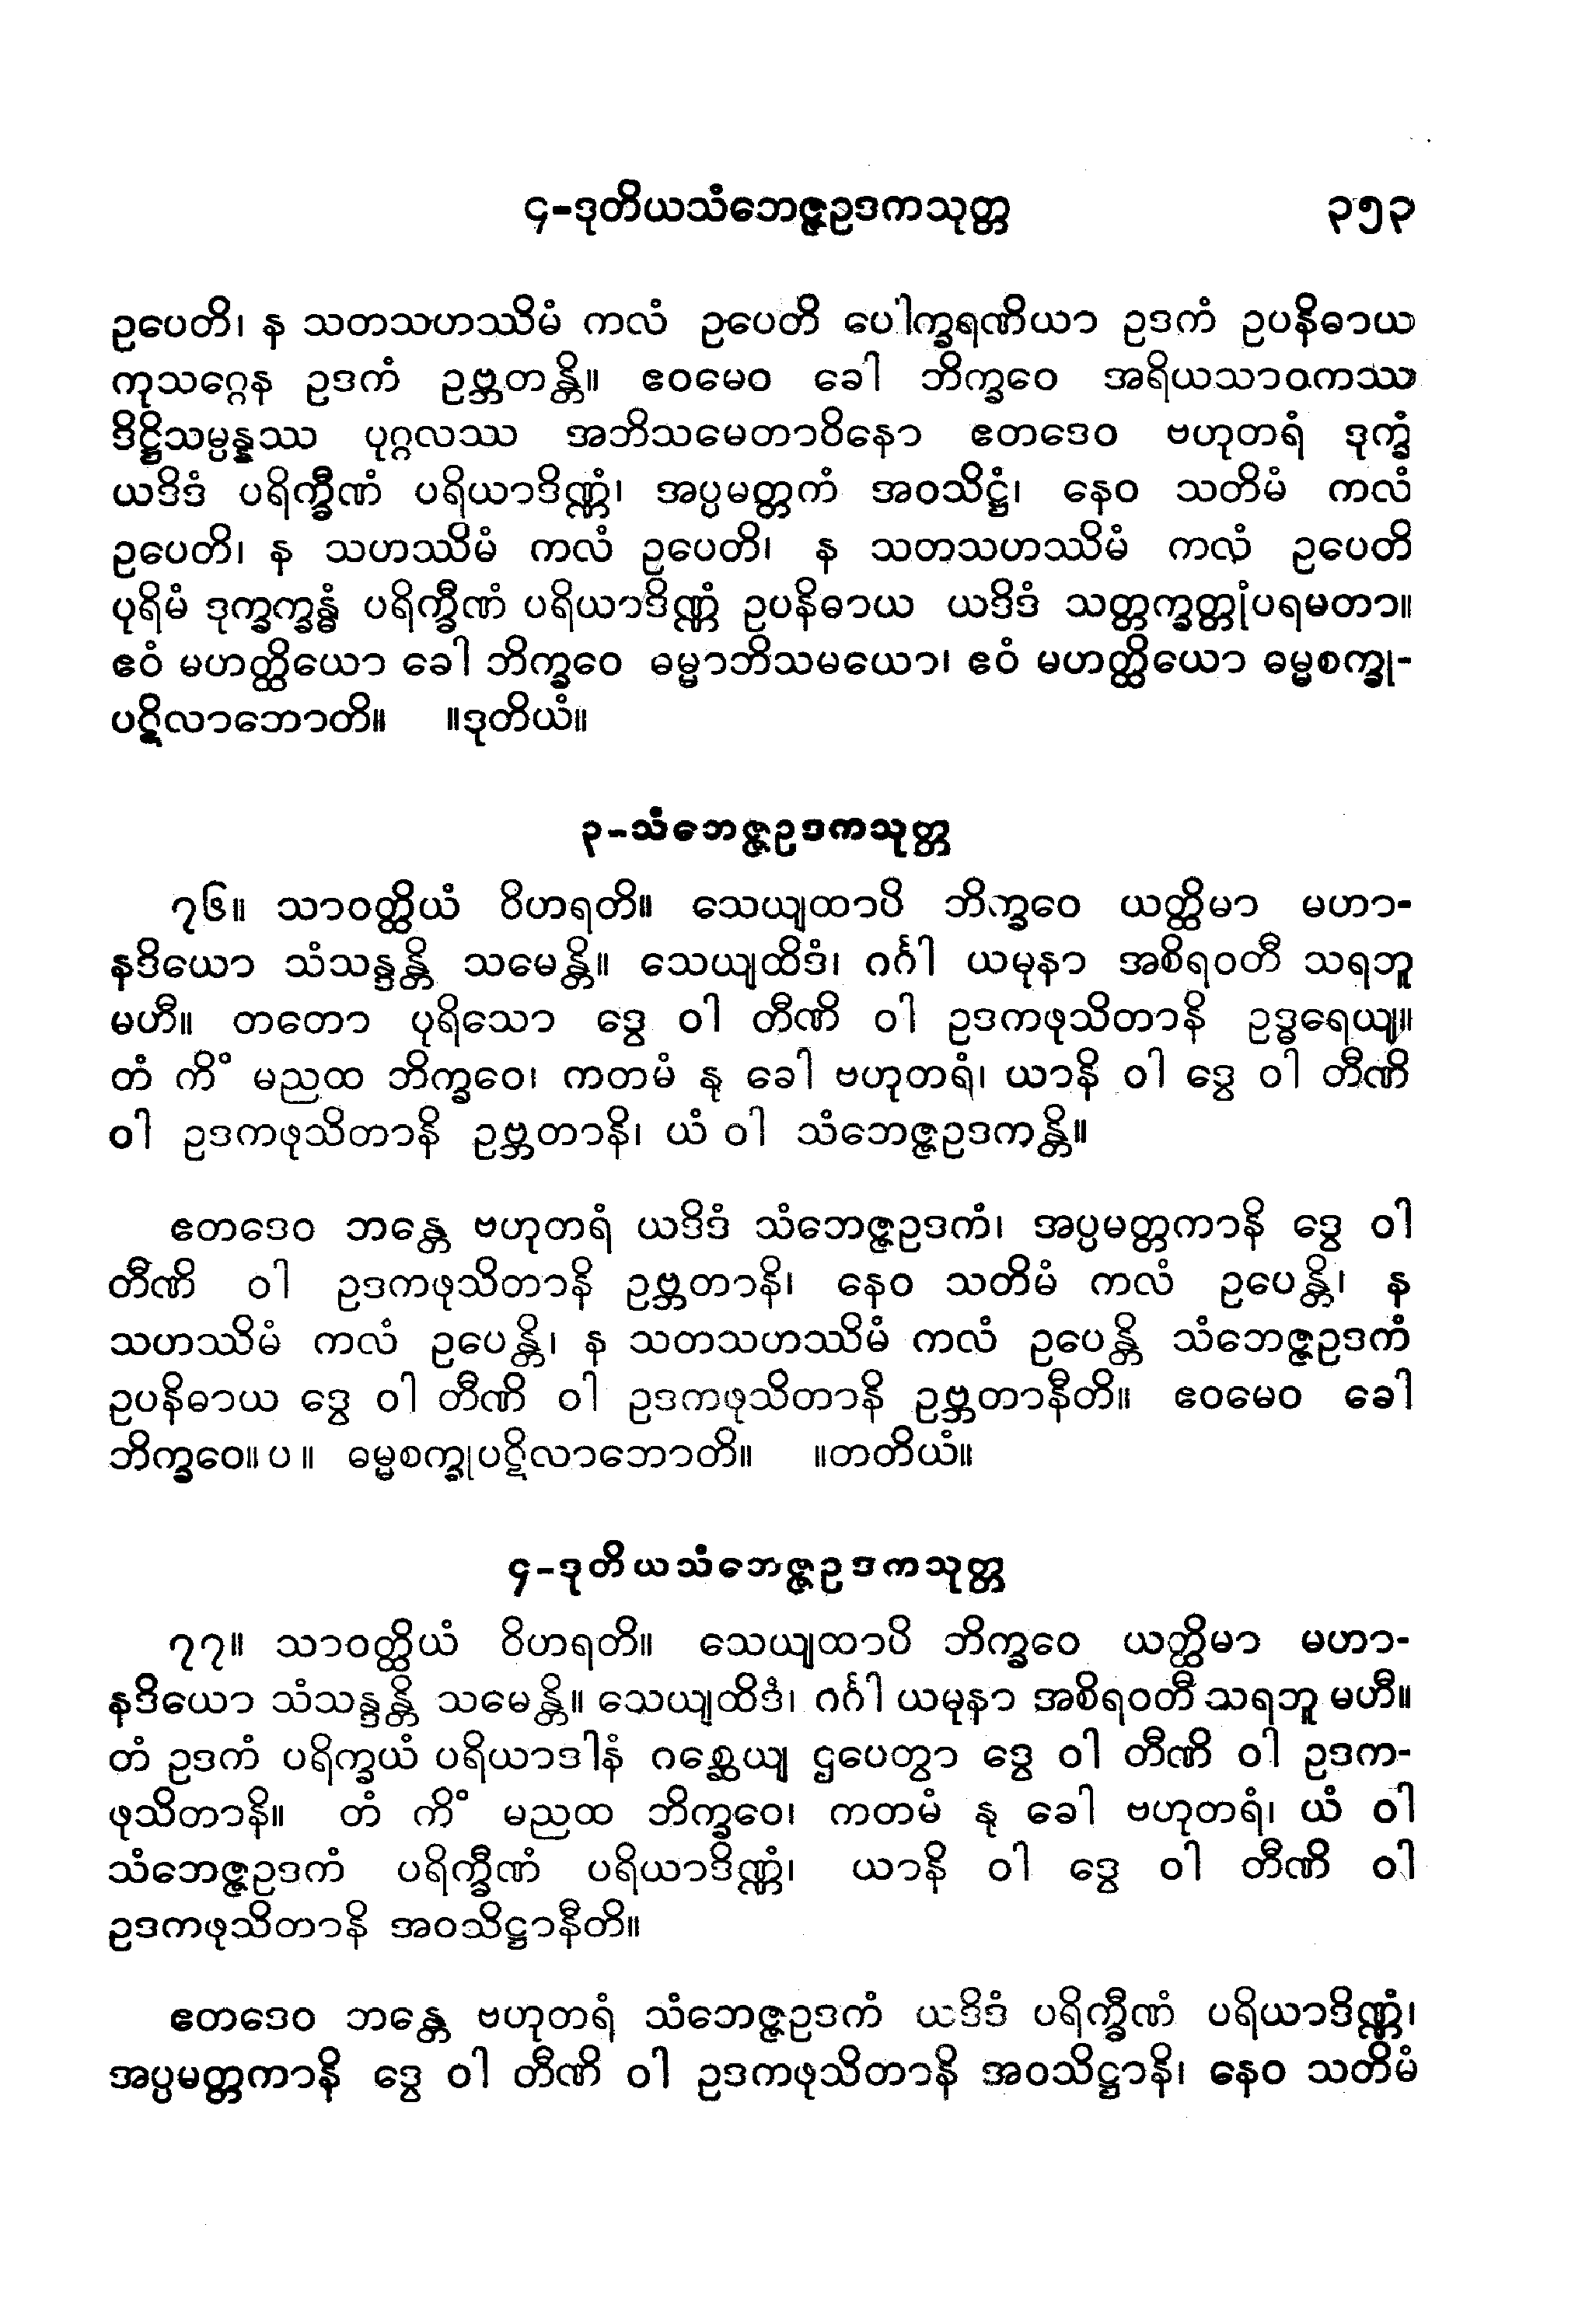 ၄-ဒုတိယသံဘေဇ္ဇဥဒကသုတ္တ ၃၅၃
ဥပေတိ၊ န သတသဟဿိမံ ကလံ ဥပေတိ ပေါက္ခရဏိယာ ဥဒကံ ဥပနိဓာယ
ကုသဂ္ဂေန ဥဒကံ ဥဗ္ဘတန္တိ။ ဧဝမေဝ ခေါ ဘိက္ခဝေ အရိယသာဝကဿ
ဒိဋ္ဌိသမ္ပန္နဿ ပုဂ္ဂလဿ အဘိသမေတာဝိနော ဧတဒေဝ ဗဟုတရံ ဒုက္ခံ
ယဒိဒံ ပရိက္ခီဏံ ပရိယာဒိဏ္ဏံ၊ အပ္ပမတ္တကံ အဝသိဋ္ဌံ၊ နေဝ သတိမံ ကလံ
ဥပေတိ၊ န သဟဿိမံ ကလံ ဥပေတိ၊ န သတသဟဿိမံ ကလံ ဥပေတိ
ပုရိမံ ဒုက္ခက္ခန္ဓံ ပရိက္ခီဏံ ပရိယာဒိဏ္ဏံ ဥပနိဓာယ ယဒိဒံ သတ္တက္ခတ္တုံပရမတာ။
ဧဝံ မဟတ္ထိယော ခေါ ဘိက္ခဝေ ဓမ္မာဘိသမယော၊ ဧဝံ မဟတ္ထိယော ဓမ္မစက္ခု-
ပဋိလာဘောတိ။ ။ဒုတိယံ။
၃-သံဘေဇ္ဇဥဒကသုတ္တ
၇၆။ သာဝတ္ထိယံ ဝိဟရတိ။ သေယျထာပိ ဘိက္ခဝေ ယတ္ထိမာ မဟာ-
နဒိယော သံသန္ဒန္တိ သမေန္တိ။ သေယျထိဒံ၊ ဂင်္ဂါ ယမုနာ အစိရဝတီ သရဘူ
မဟီ။ တတော ပုရိသော ဒွေ ဝါ တီဏိ ဝါ ဥဒကဖုသိတာနိ ဥဒ္ဓရေယျ။
တံ ကိံ မညထ ဘိက္ခဝေ၊ ကတမံ နု ခေါ ဗဟုတရံ၊ ယာနိ ဝါ ဒွေ ဝါ တီဏိ
ဝါ ဥဒကဖုသိတာနိ ဥဗ္ဘတာနိ၊ ယံ ဝါ သံဘေဇ္ဇဥဒကန္တိ။
ဧတဒေဝ ဘန္တေ ဗဟုတရံ ယဒိဒံ သံဘေဇ္ဇဥဒကံ၊ အပ္ပမတ္တကာနိ ဒွေ ဝါ
တီဏိ ဝါ ဥဒကဖုသိတာနိ ဥဗ္ဘတာနိ၊ နေဝ သတိမံ ကလံ ဥပေန္တိ၊ န
သဟဿိမံ ကလံ ဥပေန္တိ၊ န သတသဟဿိမံ ကလံ ဥပေန္တိ သံဘေဇ္ဇဥဒကံ
ဥပနိဓာယ ဒွေ ဝါ တီဏိ ဝါ ဥဒကဖုသိတာနိ ဥဗ္ဘတာနီတိ။ ဧဝမေဝ ခေါ
ဘိက္ခဝေ။ပ။ ဓမ္မစက္ခုပဋိလာဘောတိ။ ။တတိယံ။
၄-ဒုတိယသံဘေဇ္ဇဥဒကသုတ္တ
၇၇။ သာဝတ္ထိယံ ဝိဟရတိ။ သေယျထာပိ ဘိက္ခဝေ ယတ္ထိမာ မဟာ-
နဒိယော သံသန္ဒန္တိ သမေန္တိ။ သေယျထိဒံ၊ ဂင်္ဂါ ယမုနာ အစိရဝတီ သရဘူ မဟီ။
တံ ဥဒကံ ပရိက္ခယံ ပရိယာဒါနံ ဂစ္ဆေယျ ဌပေတွာ ဒွေ ဝါ တီဏိ ဝါ ဥဒက-
ဖုသိတာနိ။ တံ ကိံ မညထ ဘိက္ခဝေ၊ ကတမံ နု ခေါ ဗဟုတရံ၊ ယံ ဝါ
သံဘေဇ္ဇဥဒကံ ပရိက္ခီဏံ ပရိယာဒိဏ္ဏံ၊ ယာနိ ဝါ ဒွေ ဝါ တီဏိ ဝါ
ဥဒကဖုသိတာနိ အဝသိဋ္ဌာနီတိ။
ဧတဒေဝ ဘန္တေ ဗဟုတရံ သံဘေဇ္ဇဥဒကံ ယဒိဒံ ပရိက္ခီဏံ ပရိယာဒိဏ္ဏံ၊
အပ္ပမတ္တကာနိ ဒွေ ဝါ တီဏိ ဝါ ဥဒကဖုသိတာနိ အဝသိဋ္ဌာနိ၊ နေဝ သတိမံ